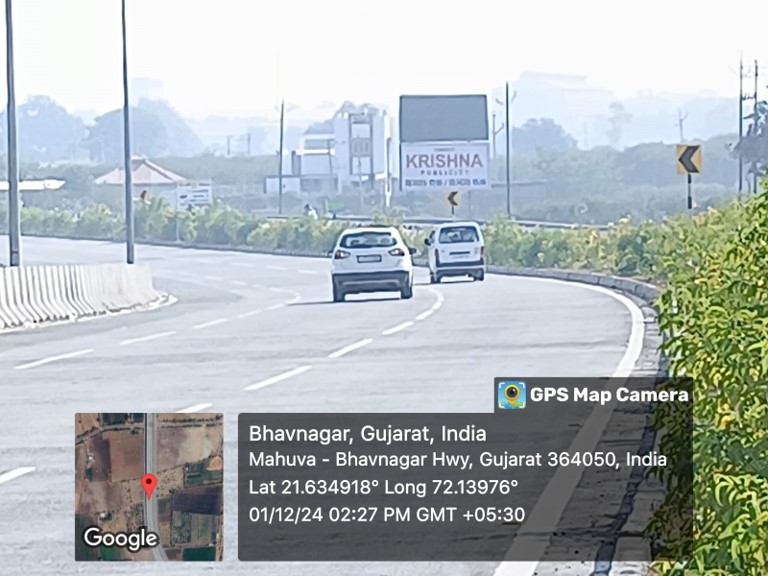 KRISHNA
PUBLICITY
GPS Map Camera
Bhavnagar, Gujarat, India
Mahuva - Bhavnagar Hwy, Gujarat 364050, India
Lat 21.634918° Long 72.13976°
01/12/24 02:27 PM GMT +05:30
Google